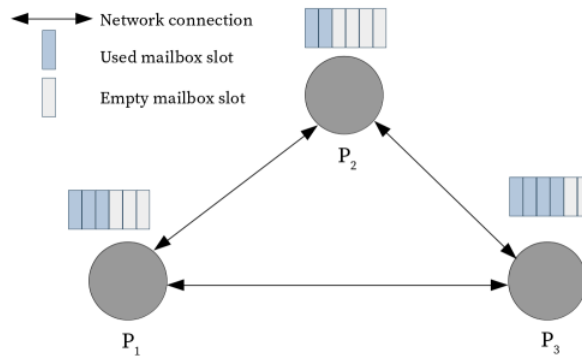 Network connection
Used mailbox slot
Empty mailbox slot
P2
P1
P3